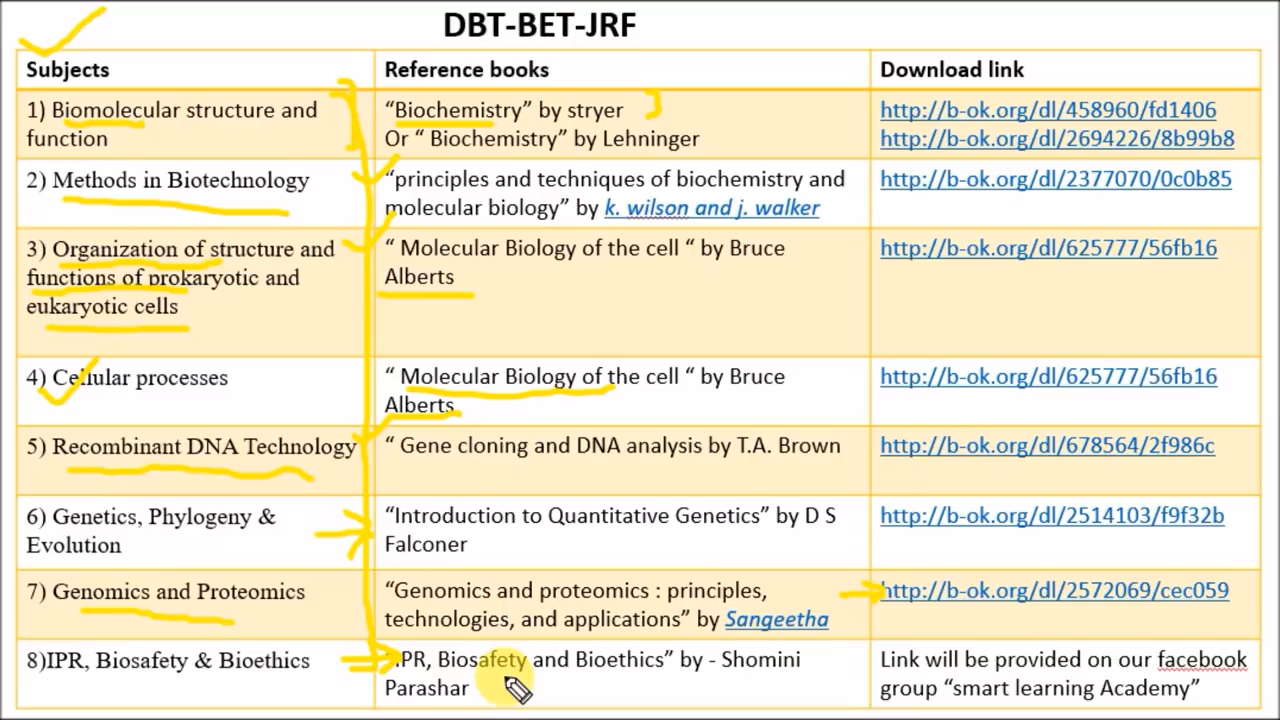 DBT-BET-JRF
Subjects
Reference books
Download link
1) Biomolecular structure and
function
“Biochemistry” by stryer
Or “ Biochemistry” by Lehninger
http://b-ok.org/dl/458960/fd1406
http://b-ok.org/dl/2694226/8b99b8
2) Methods in Biotechnology
“principles and techniques of biochemistry and
molecular biology” by k. wilson and j. walker
http://b-ok.org/dl/2377070/0c0b85
3) Organization of structure and
functions of prokaryotic and
eukaryotic cells
“ Molecular Biology of the cell “ by Bruce
Alberts
http://b-ok.org/dl/625777/56fb16
4) Cellular processes
“ Molecular Biology of the cell “ by Bruce
Alberts
http://b-ok.org/dl/625777/56fb16
5) Recombinant DNA Technology
“ Gene cloning and DNA analysis by T.A. Brown
http://b-ok.org/dl/678564/2f986c
6) Genetics, Phylogeny &
Evolution
“Introduction to Quantitative Genetics” by D S
Falconer
http://b-ok.org/dl/2514103/f9f32b
7) Genomics and Proteomics
“Genomics and proteomics : principles,
technologies, and applications” by Sangeetha
http://b-ok.org/dl/2572069/cec059
8)IPR, Biosafety & Bioethics
“IPR, Biosafety and Bioethics” by - Shomini
Parashar
Link will be provided on our facebook
group “smart learning Academy”